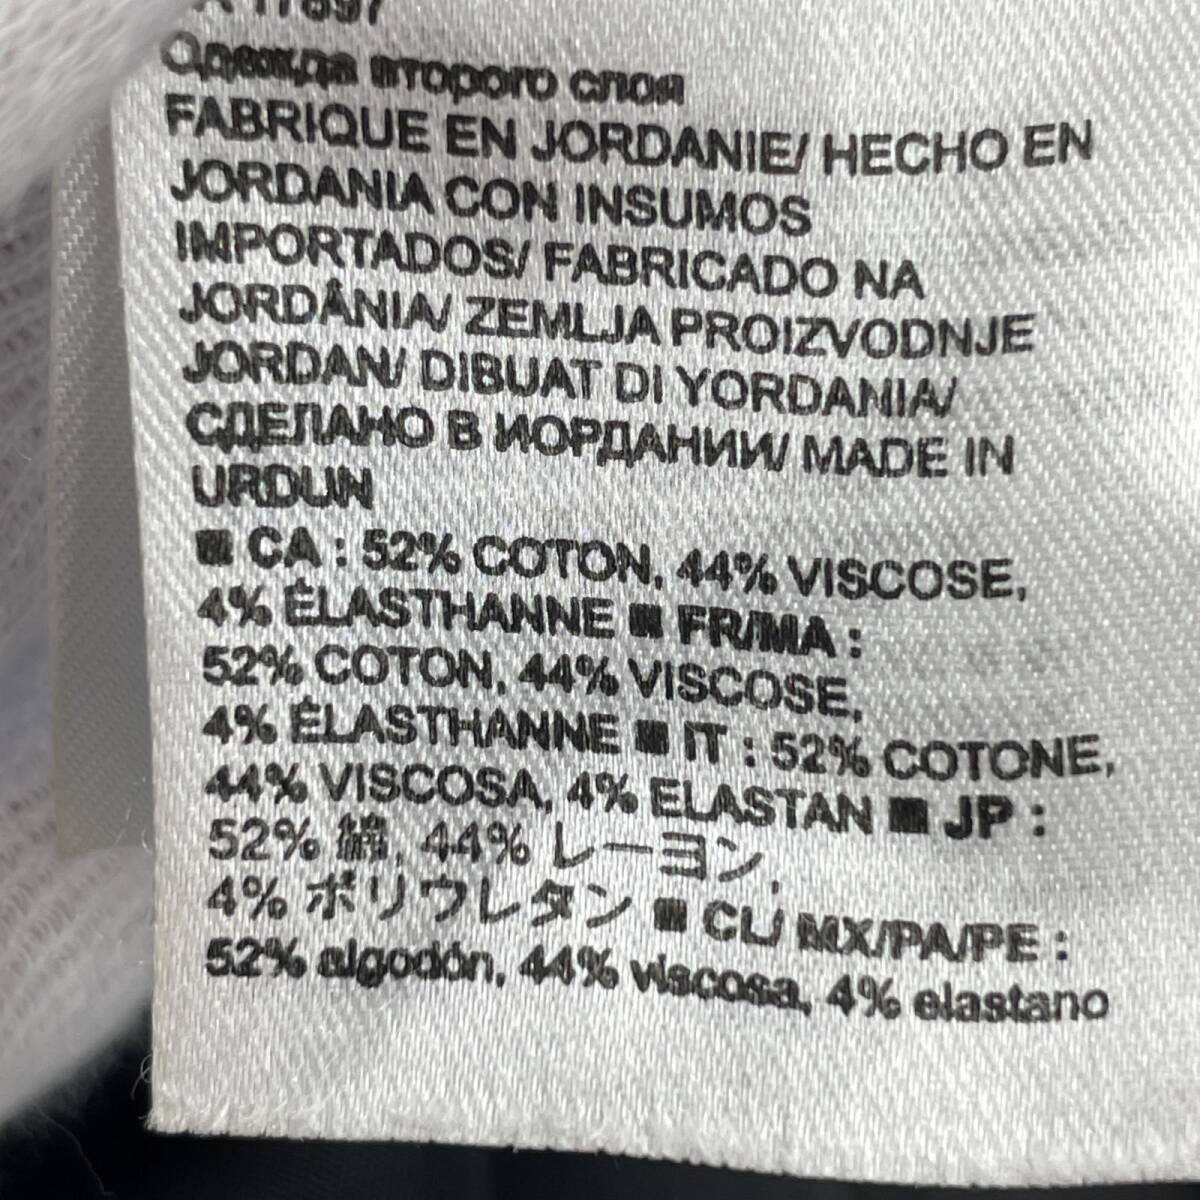 17897
Одежда второго слоя
FABRIQUE EN JORDANIE/ HECHO EN
JORDANIA CON INSUMOS
IMPORTADOS/ FABRICADO NA
JORDÂNIA/ ZEMLJA PROIZVODNJE
JORDAN/ DIBUAT DI YORDANIA/
СДЕЛАНО В ИОРДАНИИ/ MADE IN
URDUN
■ CA : 52% COTON, 44% VISCOSE,
4% ÉLASTHANNE ■ FR/MA :
52% COTON, 44% VISCOSE,
4% ÉLASTHANNE ■ IT : 52% COTONE,
44% VISCOSA, 4% ELASTAN ■ JP :
52% 綿, 44% レーヨン,
4% ポリウレタン ■ CL/ MX/PA/PE :
52% algodón, 44% viscosa, 4% elastano